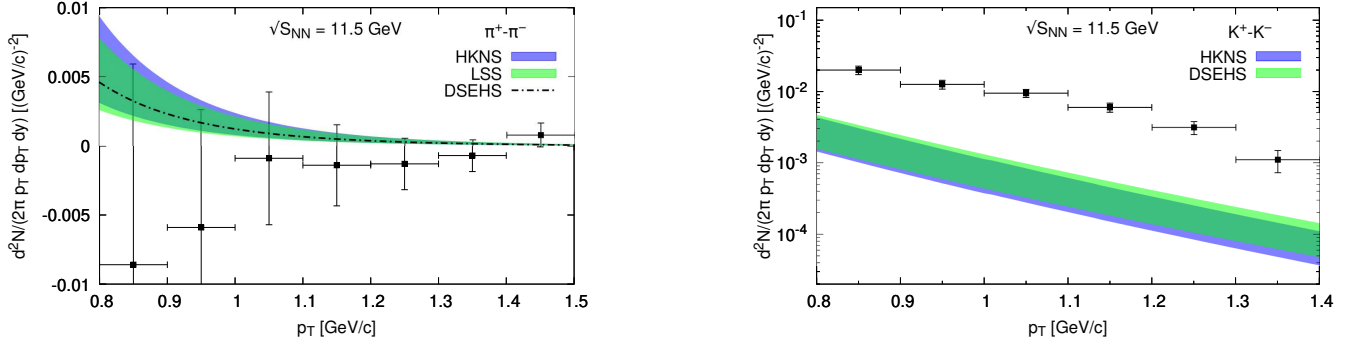 √S_NN = 11.5 GeV
π⁺-π⁻
HKNS
LSS
DSEHS
d²N/(2π p_T dp_T dy) [(GeV/c)⁻²]
0.01
0.005
0
-0.005
-0.01
0.8 0.9 1 1.1 1.2 1.3 1.4 1.5
p_T [GeV/c]
√S_NN = 11.5 GeV
K⁺-K⁻
HKNS
DSEHS
d²N/(2π p_T dp_T dy) [(GeV/c)⁻²]
10⁻¹
10⁻²
10⁻³
10⁻⁴
0.8 0.9 1 1.1 1.2 1.3 1.4
p_T [GeV/c]